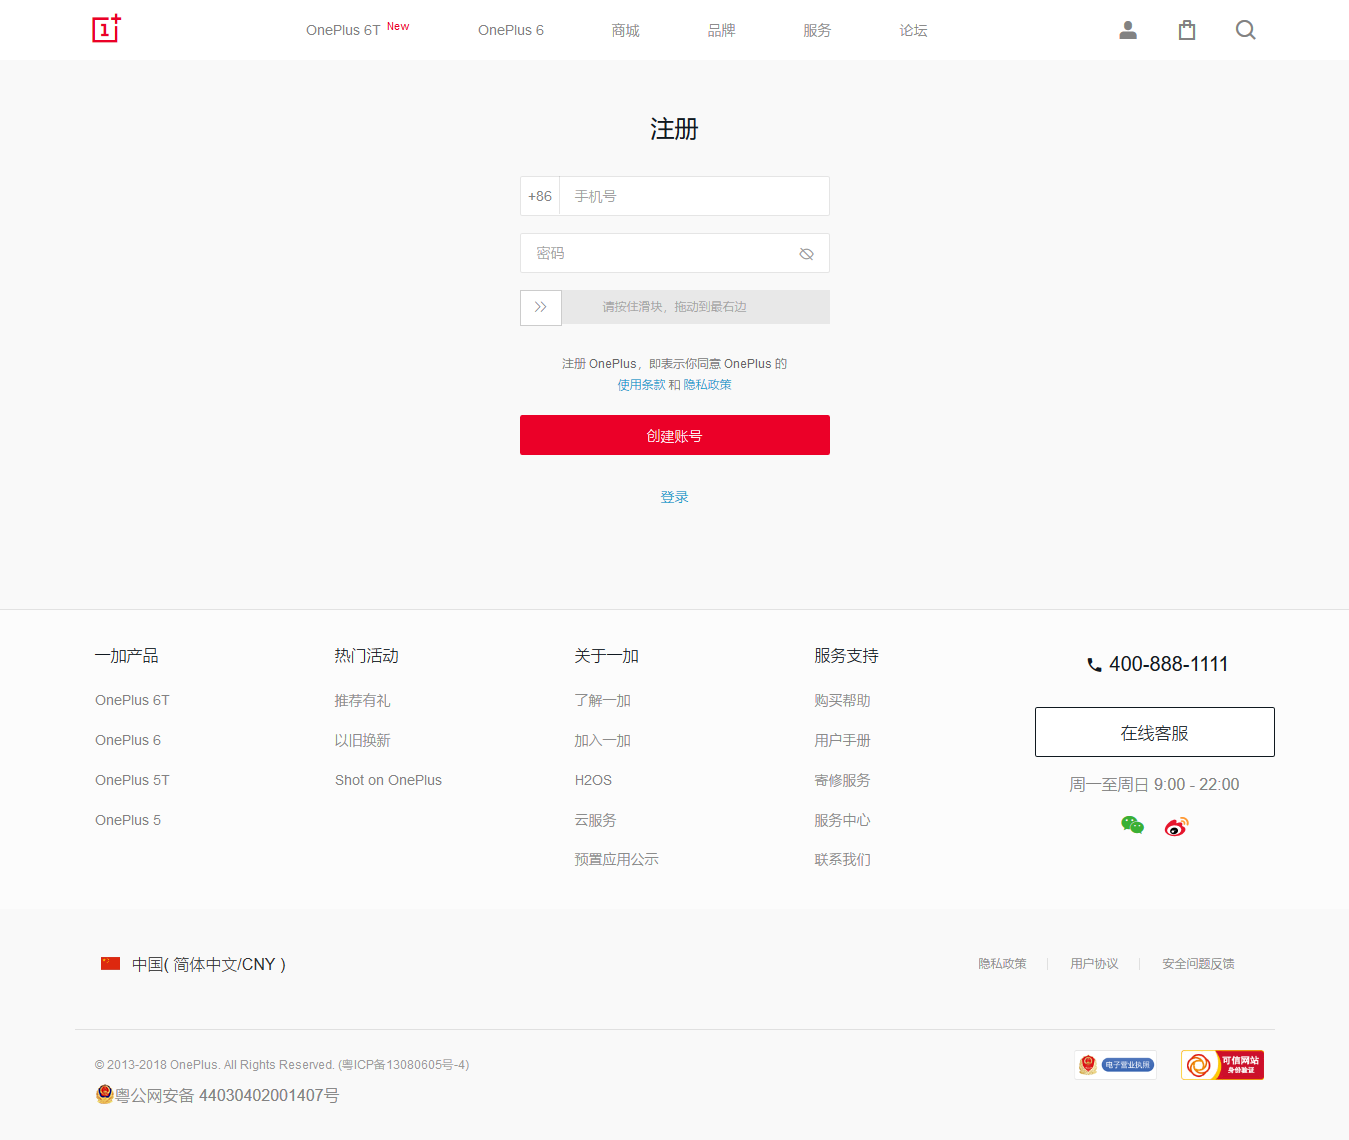 OnePlus 6T New OnePlus 6 商城 品牌 服务 论坛
注册
+86 手机号
密码
请按住滑块，拖动到最右边
注册 OnePlus，即表示你同意 OnePlus 的
使用条款 和 隐私政策
创建账号
登录
一加产品 热门活动 关于一加 服务支持
400-888-1111
OnePlus 6T 推荐有礼 了解一加 购买帮助
在线客服
OnePlus 6 以旧换新 加入一加 用户手册
OnePlus 5T Shot on OnePlus H2OS 寄修服务
周一至周日 9:00 - 22:00
OnePlus 5 云服务 服务中心
预置应用公示 联系我们
中国( 简体中文/CNY ) 隐私政策 用户协议 安全问题反馈
© 2013-2018 OnePlus. All Rights Reserved. (粤ICP备13080605号-4)
电子营业执照
可信网站
身份验证
粤公网安备 44030402001407号